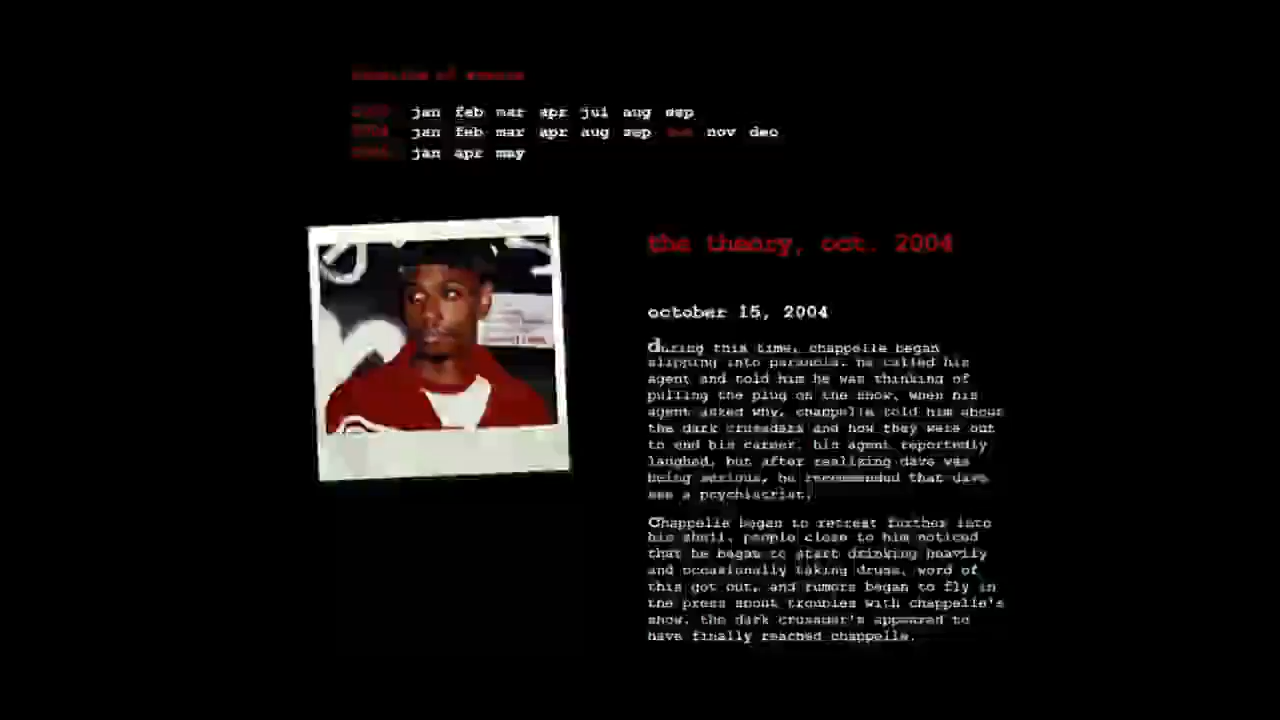 timeline of events
2003 jan feb mar apr jul aug sep
2004 jan feb mar apr aug sep oct nov dec
2005 jan apr may
the theory, oct. 2004
october 15, 2004
during this time, chappelle began
slipping into paranoia. he called his
agent and told him he was thinking of
pulling the plug on the show. when his
agent asked why, chappelle told him about
the dark crusaders and how they were out
to end his career. his agent reportedly
laughed, but after realizing dave was
being serious, he recommended that dave
see a psychiatrist.
Chappelle began to retreat further into
his shell. people close to him noticed
that he began to start drinking heavily
and occasionally taking drugs. word of
this got out, and rumors began to fly in
the press about troubles with chappelle's
show. the dark crusader's appeared to
have finally reached chappelle.